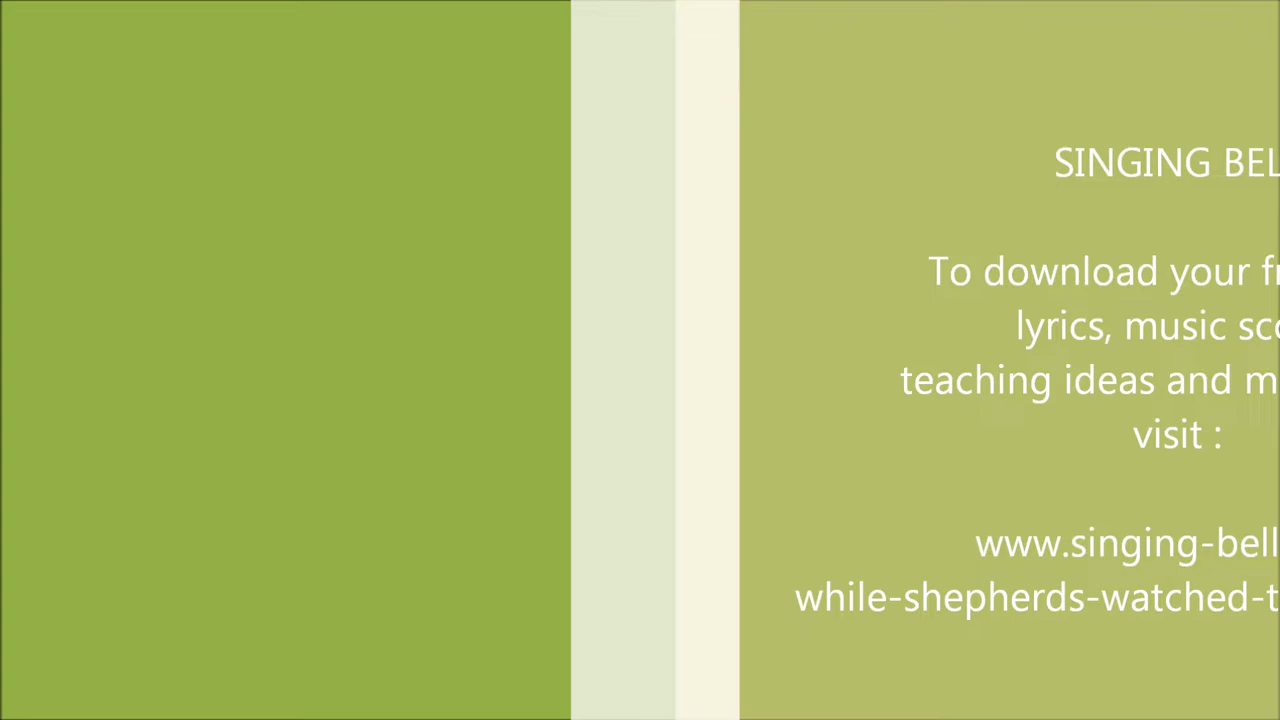 SINGING BEL
To download your fr
lyrics, music sco
teaching ideas and m
visit :
www.singing-bell
while-shepherds-watched-t